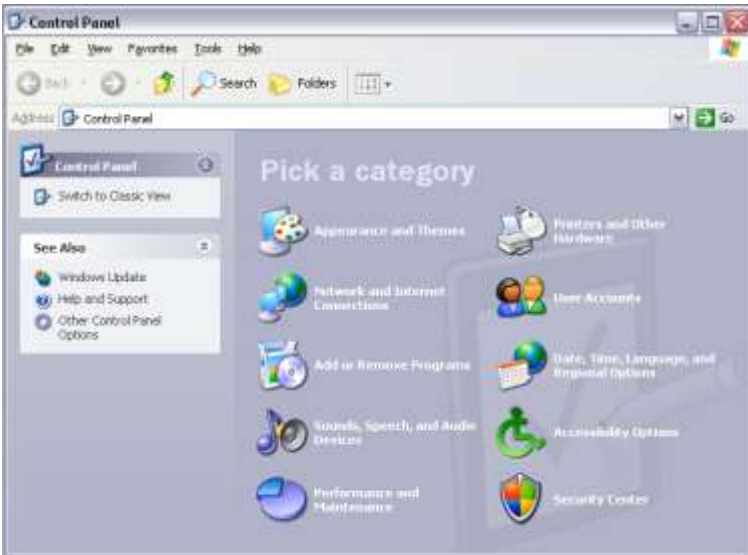 Control Panel
File Edit View Favorites Tools Help
Back Search Folders
Address Control Panel Go
Control Panel
Switch to Classic View
See Also
Windows Update
Help and Support
Other Control Panel
Options
Pick a category
Appearance and Themes
Printers and Other
Hardware
Network and Internet
Connections
User Accounts
Add or Remove Programs
Date, Time, Language, and
Regional Options
Sounds, Speech, and Audio
Devices
Accessibility Options
Performance and
Maintenance
Security Center